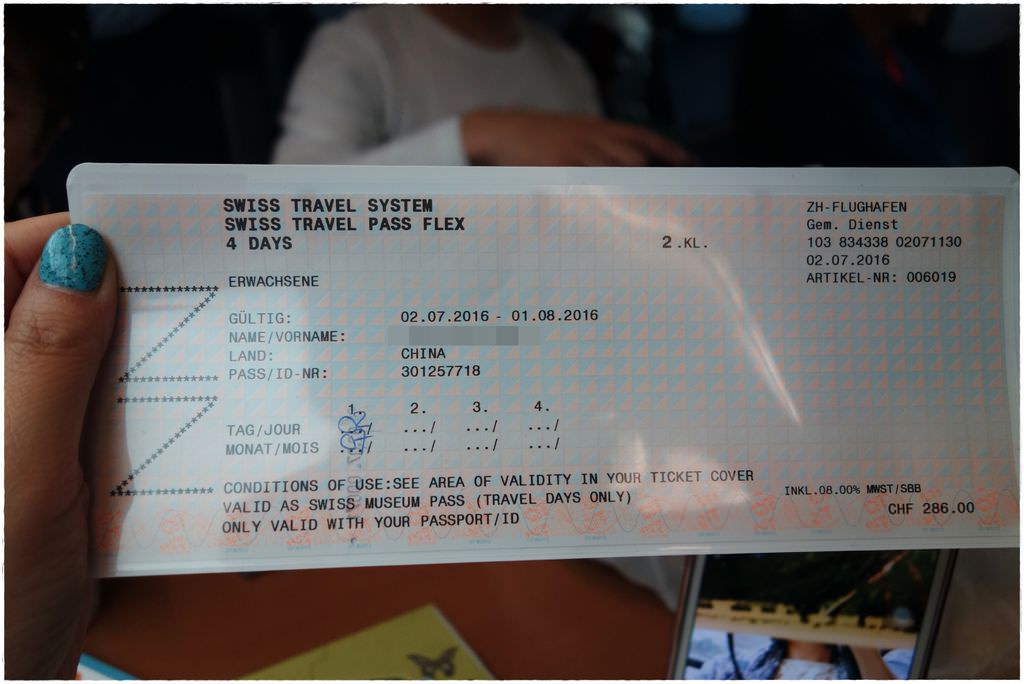 SWISS TRAVEL SYSTEM
SWISS TRAVEL PASS FLEX
4 DAYS
2.KL.
ZH-FLUGHAFEN
Gem. Dienst
103 834338 02071130
02.07.2016
ARTIKEL-NR: 006019
ERWACHSENE
GÜLTIG: 02.07.2016 - 01.08.2016
NAME/VORNAME:
LAND: CHINA
PASS/ID-NR: 301257718
1. 2. 3. 4.
TAG/JOUR .../ .../ .../
MONAT/MOIS .../ .../ .../
CONDITIONS OF USE:SEE AREA OF VALIDITY IN YOUR TICKET COVER
VALID AS SWISS MUSEUM PASS (TRAVEL DAYS ONLY)
ONLY VALID WITH YOUR PASSPORT/ID
INKL.08.00% MWST/SBB
CHF 286.00